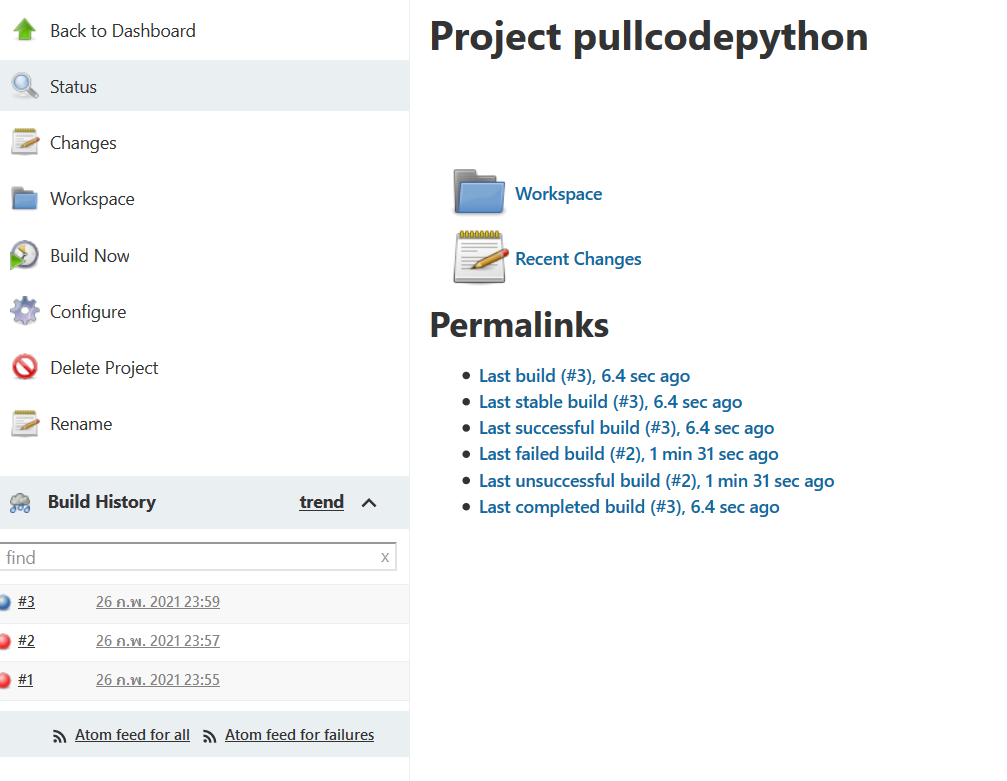 Back to Dashboard
Status
Changes
Workspace
Build Now
Configure
Delete Project
Rename
Build History trend
find x
#3 26 ก.พ. 2021 23:59
#2 26 ก.พ. 2021 23:57
#1 26 ก.พ. 2021 23:55
Atom feed for all Atom feed for failures
Project pullcodepython
Workspace
Recent Changes
Permalinks
Last build (#3), 6.4 sec ago
Last stable build (#3), 6.4 sec ago
Last successful build (#3), 6.4 sec ago
Last failed build (#2), 1 min 31 sec ago
Last unsuccessful build (#2), 1 min 31 sec ago
Last completed build (#3), 6.4 sec ago